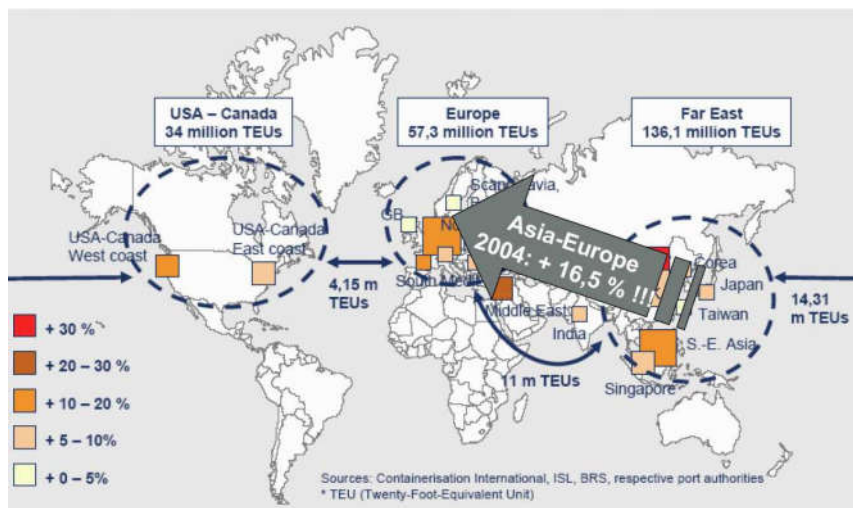 USA – Canada
34 million TEUs
Europe
57,3 million TEUs
Far East
136,1 million TEUs
Scandinavia,
GB
USA-Canada
West coast
USA-Canada
East coast
Asia-Europe
2004: + 16,5 % !!!
South Med
Middle East
India
Corea
Japan
Taiwan
S.-E. Asia
Singapore
4,15 m
TEUs
11 m TEUs
14,31
m TEUs
+ 30 %
+ 20 – 30 %
+ 10 – 20 %
+ 5 – 10%
+ 0 – 5%
Sources: Containerisation International, ISL, BRS, respective port authorities
* TEU (Twenty-Foot-Equivalent Unit)